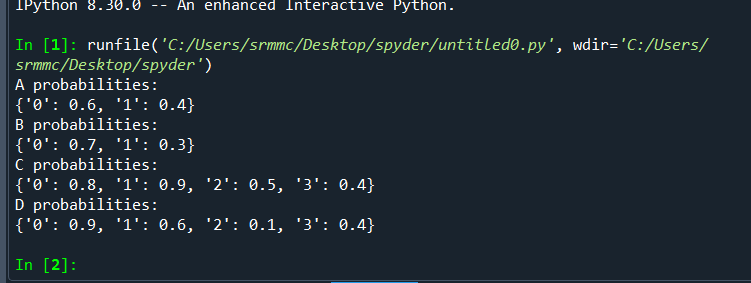 IPython 8.30.0 -- An enhanced Interactive Python.
In [1]: runfile('C:/Users/srmmc/Desktop/spyder/untitled0.py', wdir='C:/Users/
srmmc/Desktop/spyder')
A probabilities:
{'0': 0.6, '1': 0.4}
B probabilities:
{'0': 0.7, '1': 0.3}
C probabilities:
{'0': 0.8, '1': 0.9, '2': 0.5, '3': 0.4}
D probabilities:
{'0': 0.9, '1': 0.6, '2': 0.1, '3': 0.4}
In [2]: